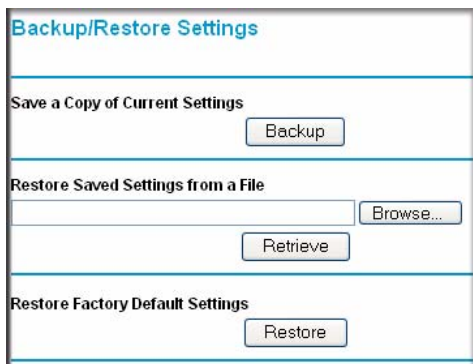 Backup/Restore Settings
Save a Copy of Current Settings
Backup
Restore Saved Settings from a File
Browse...
Retrieve
Restore Factory Default Settings
Restore